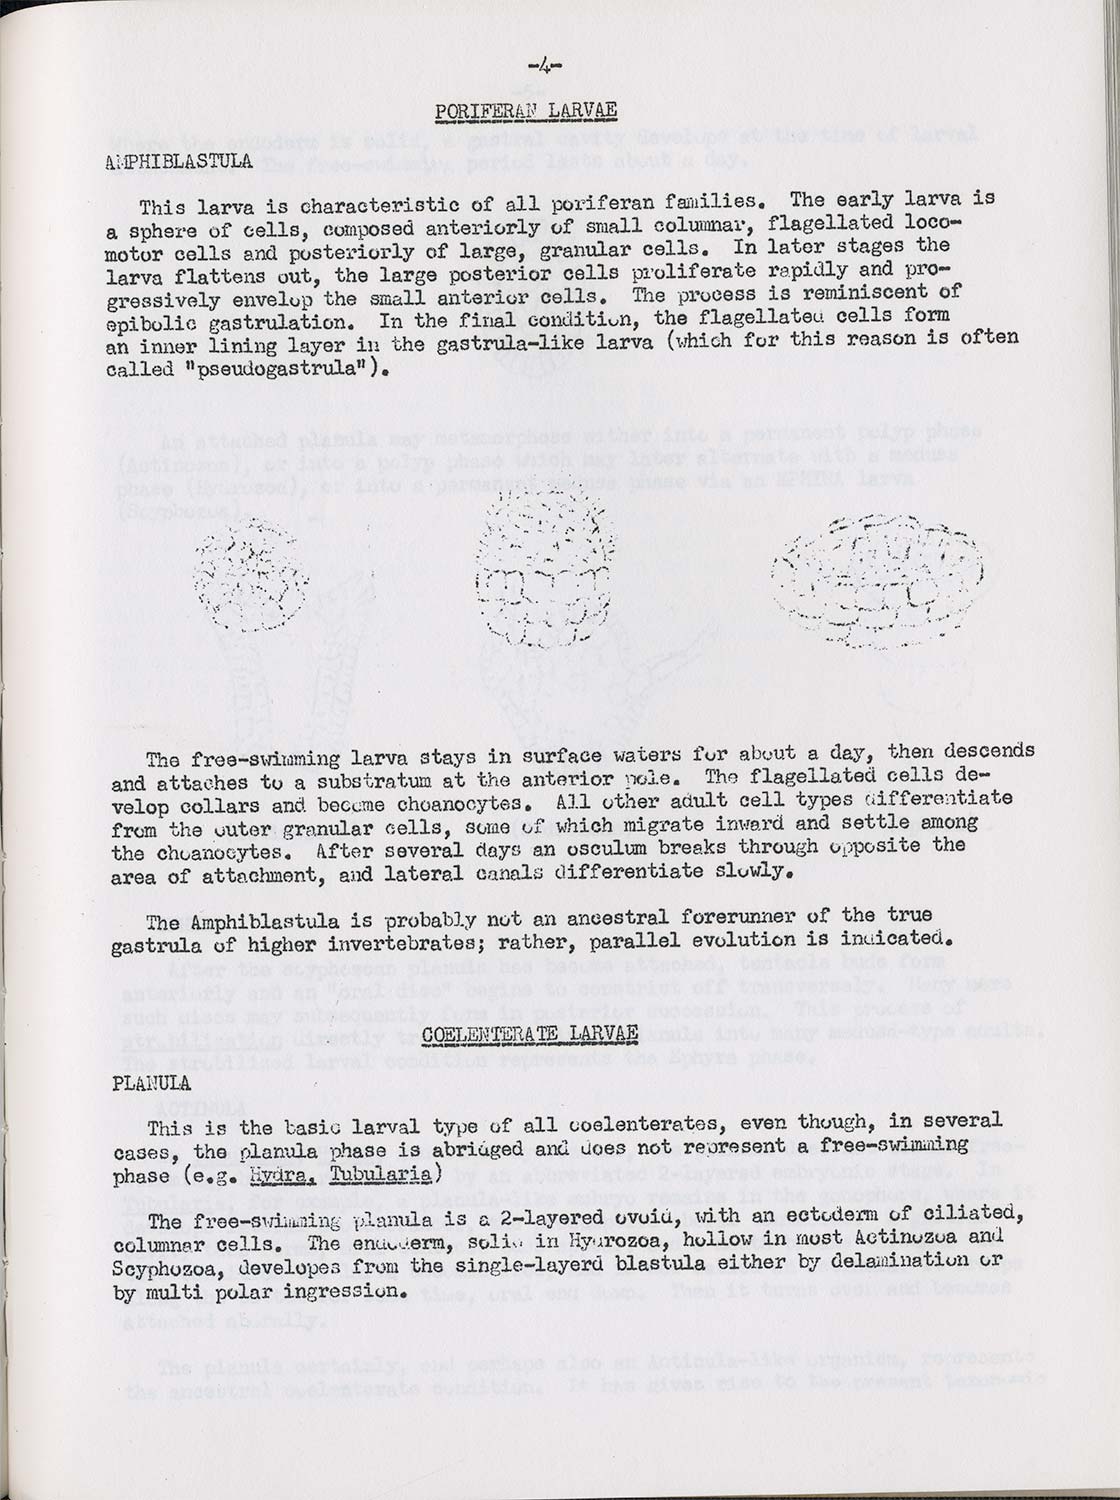 -4-
PORIFERAN LARVAE
AMPHIBLASTULA
This larva is characteristic of all poriferan families. The early larva is
a sphere of cells, composed anteriorly of small columnar, flagellated loco-
motor cells and posteriorly of large, granular cells. In later stages the
larva flattens out, the large posterior cells proliferate rapidly and pro-
gressively envelop the small anterior cells. The process is reminiscent of
epibolic gastrulation. In the final condition, the flagellated cells form
an inner lining layer in the gastrula-like larva (which for this reason is often
called "pseudogastrula").
The free-swimming larva stays in surface waters for about a day, then descends
and attaches to a substratum at the anterior pole. The flagellated cells de-
velop collars and become choanocytes. All other adult cell types differentiate
from the outer granular cells, some of which migrate inward and settle among
the choanocytes. After several days an osculum breaks through opposite the
area of attachment, and lateral canals differentiate slowly.
The Amphiblastula is probably not an ancestral forerunner of the true
gastrula of higher invertebrates; rather, parallel evolution is indicated.
COELENTERATE LARVAE
PLANULA
This is the basic larval type of all coelenterates, even though, in several
cases, the planula phase is abridged and does not represent a free-swimming
phase (e.g. Hydra, Tubularia)
The free-swimming planula is a 2-layered ovoid, with an ectoderm of ciliated,
columnar cells. The endoderm, solid in Hydrozoa, hollow in most Actinozoa and
Scyphozoa, developes from the single-layerd blastula either by delamination or
by multi polar ingression.